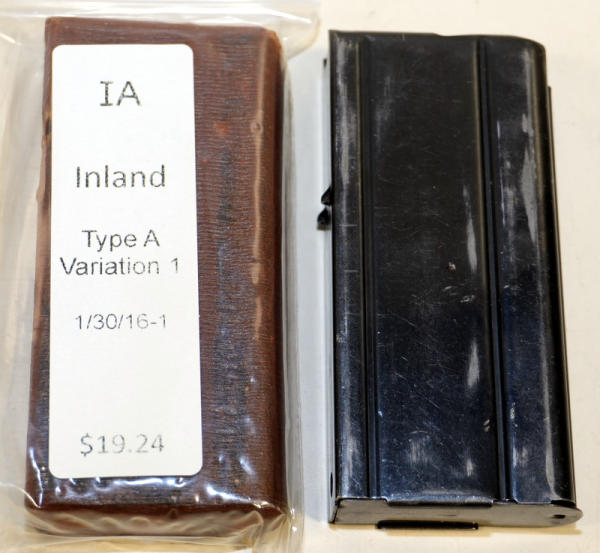 IA
Inland
Type A
Variation 1
1/30/16-1
$19.24